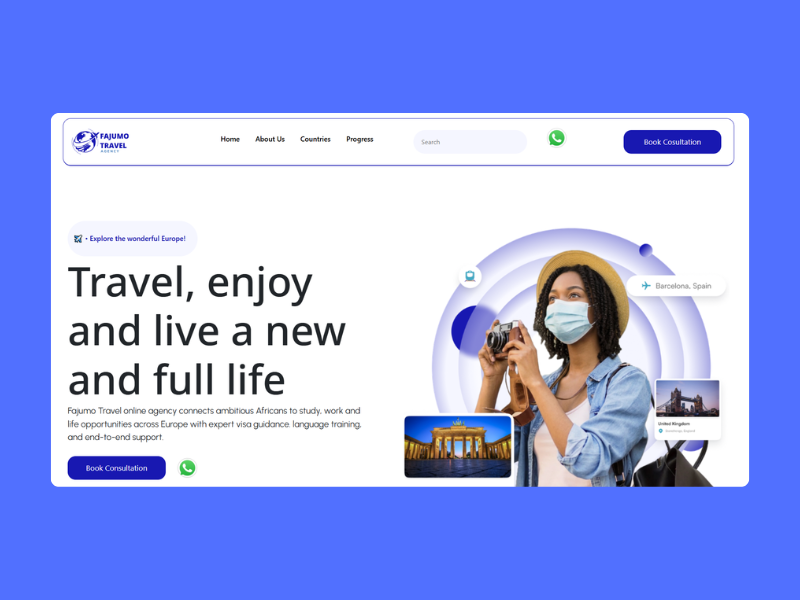 FAJUMO
TRAVEL
AGENCY
Home About Us Countries Progress
Search
Book Cosultation
• Explore the wonderful Europe!
Travel, enjoy
and live a new
and full life
Fajumo Travel online agency connects ambitious Africans to study, work and
life opportunities across Europe with expert visa guidance. language training,
and end-to-end support.
Book Consultation
Barcelona, Spain
United Kingdom